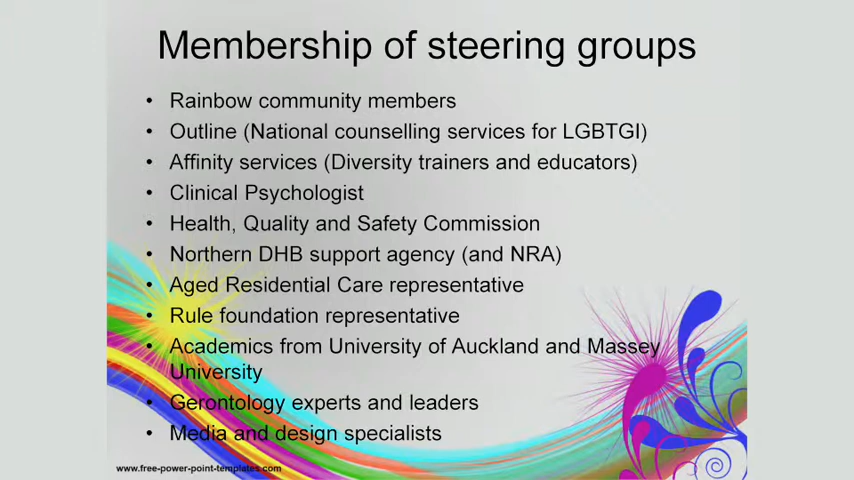 Membership of steering groups
• Rainbow community members
• Outline (National counselling services for LGBTGI)
• Affinity services (Diversity trainers and educators)
• Clinical Psychologist
• Health, Quality and Safety Commission
• Northern DHB support agency (and NRA)
• Aged Residential Care representative
• Rule foundation representative
• Academics from University of Auckland and Massey
University
• Gerontology experts and leaders
• Media and design specialists
www.free-power-point-templates.com